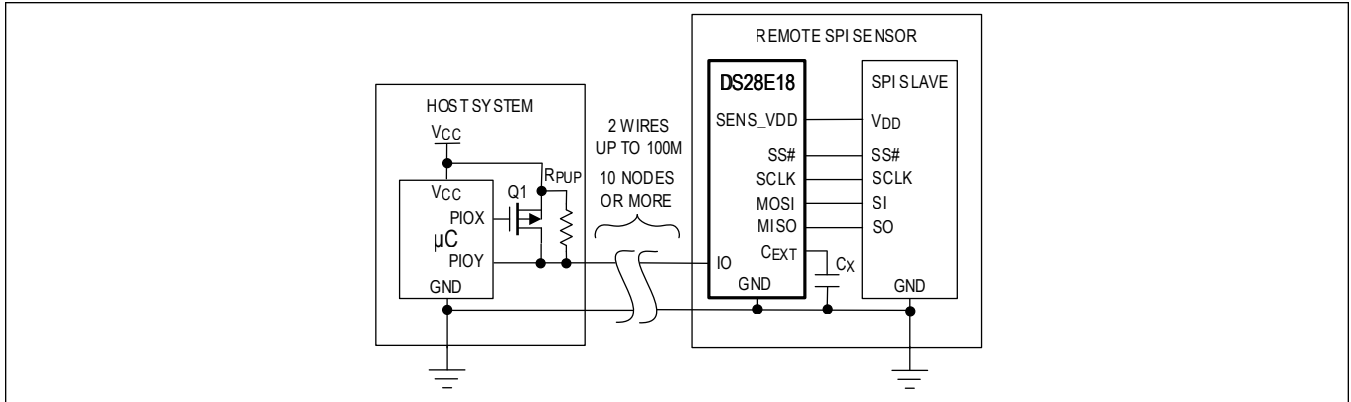 REMOTE SPI SENSOR
DS28E18
SPI SLAVE
HOST SYSTEM
VCC
2 WIRES
UP TO 100M
10 NODES
OR MORE
SENS_VDD
VDD
SS#
SS#
SCLK
SCLK
MOSI
SI
MISO
SO
VCC
Q1
RPUP
PIOX
µC
PIOY
GND
IO
CEXT
CX
GND
GND